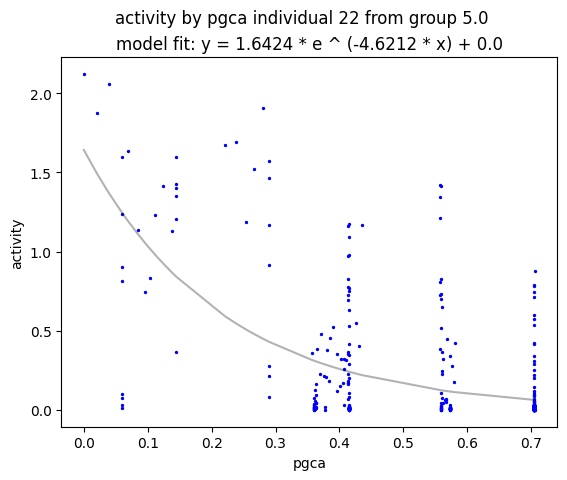 activity by pgca individual 22 from group 5.0
model fit: y = 1.6424 * e ^ (-4.6212 * x) + 0.0
2.0
1.5
1.0
0.5
0.0
activity
0.0 0.1 0.2 0.3 0.4 0.5 0.6 0.7
pgca